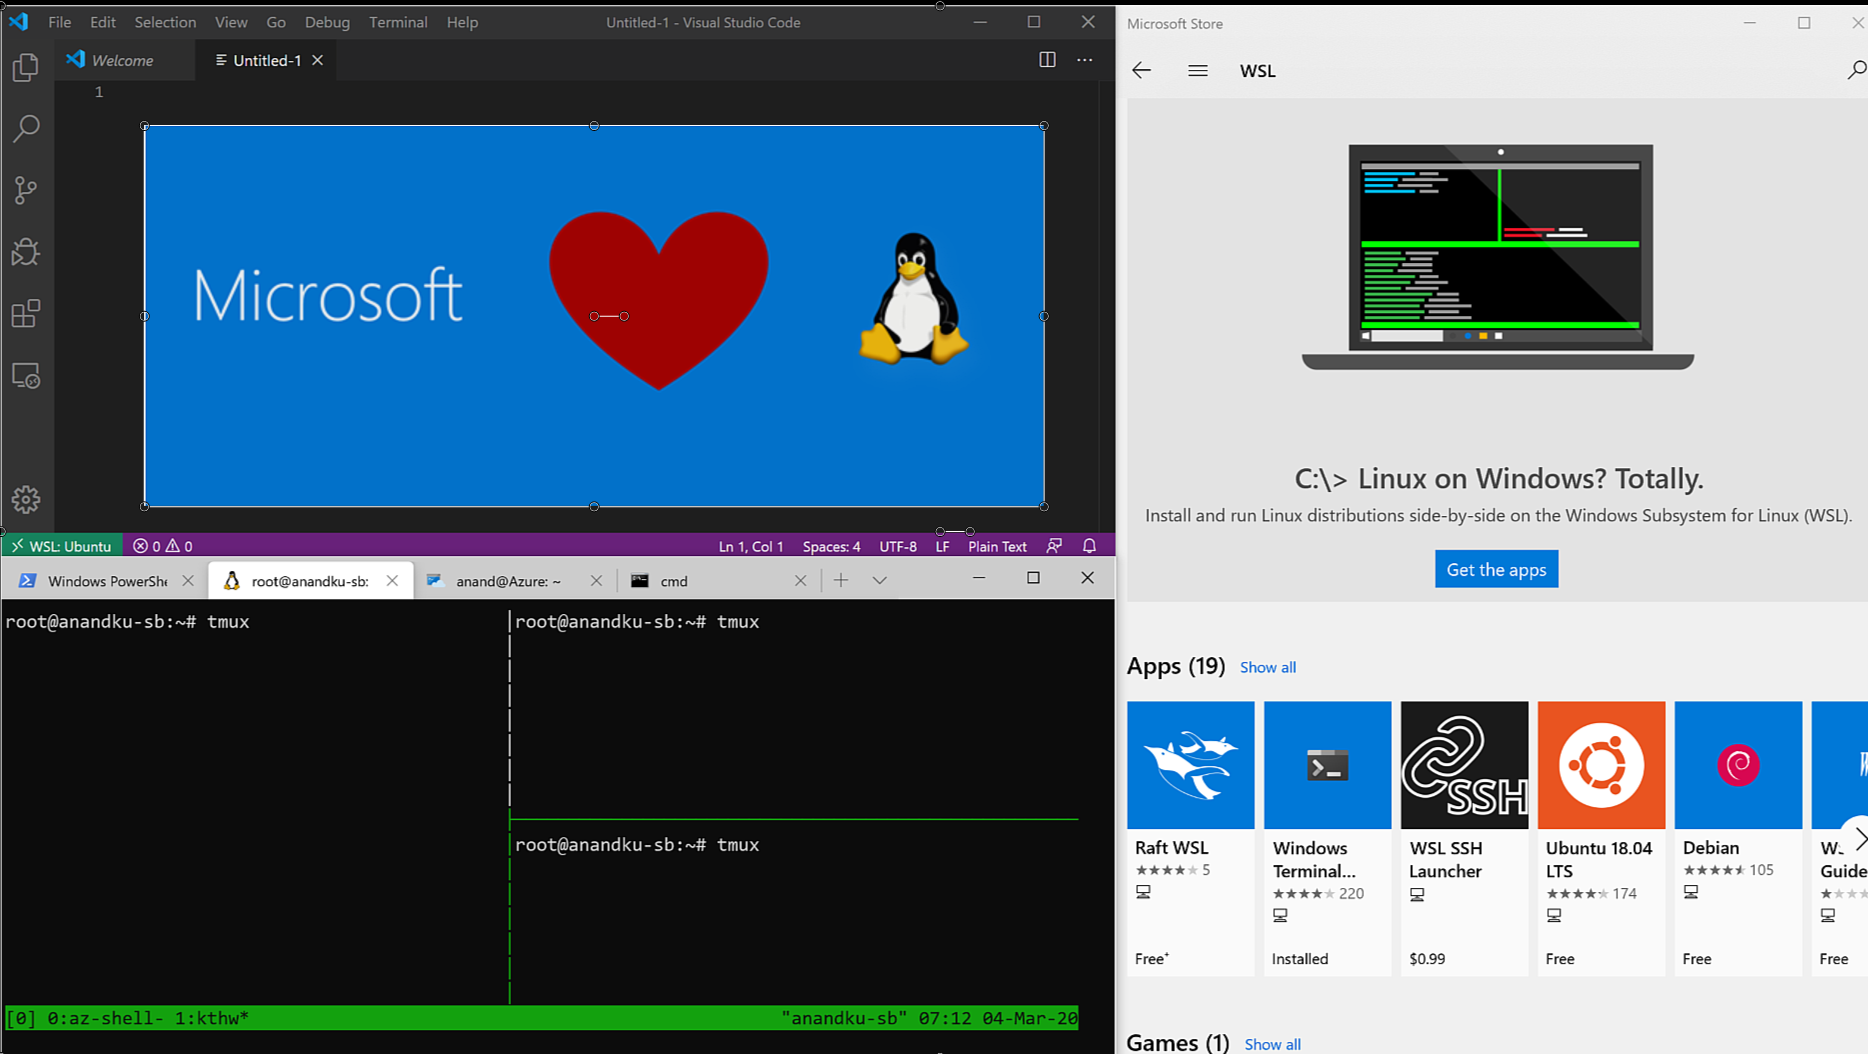 File Edit Selection View Go Debug Terminal Help Untitled-1 - Visual Studio Code
Welcome Untitled-1
1
Microsoft
WSL: Ubuntu 0 0 Ln 1, Col 1 Spaces: 4 UTF-8 LF Plain Text
Windows PowerShe root@anandku-sb: anand@Azure: ~ cmd
root@anandku-sb:~# tmux
root@anandku-sb:~# tmux
root@anandku-sb:~# tmux
[0] 0:az-shell- 1:kthw* "anandku-sb" 07:12 04-Mar-20
Microsoft Store
WSL
C:\> Linux on Windows? Totally.
Install and run Linux distributions side-by-side on the Windows Subsystem for Linux (WSL).
Get the apps
Apps (19) Show all
SSH
Raft WSL
5
Free+
Windows
Terminal...
220
Installed
WSL SSH
Launcher
$0.99
Ubuntu 18.04
LTS
174
Free
Debian
105
Free
Guide
Free
Games (1) Show all